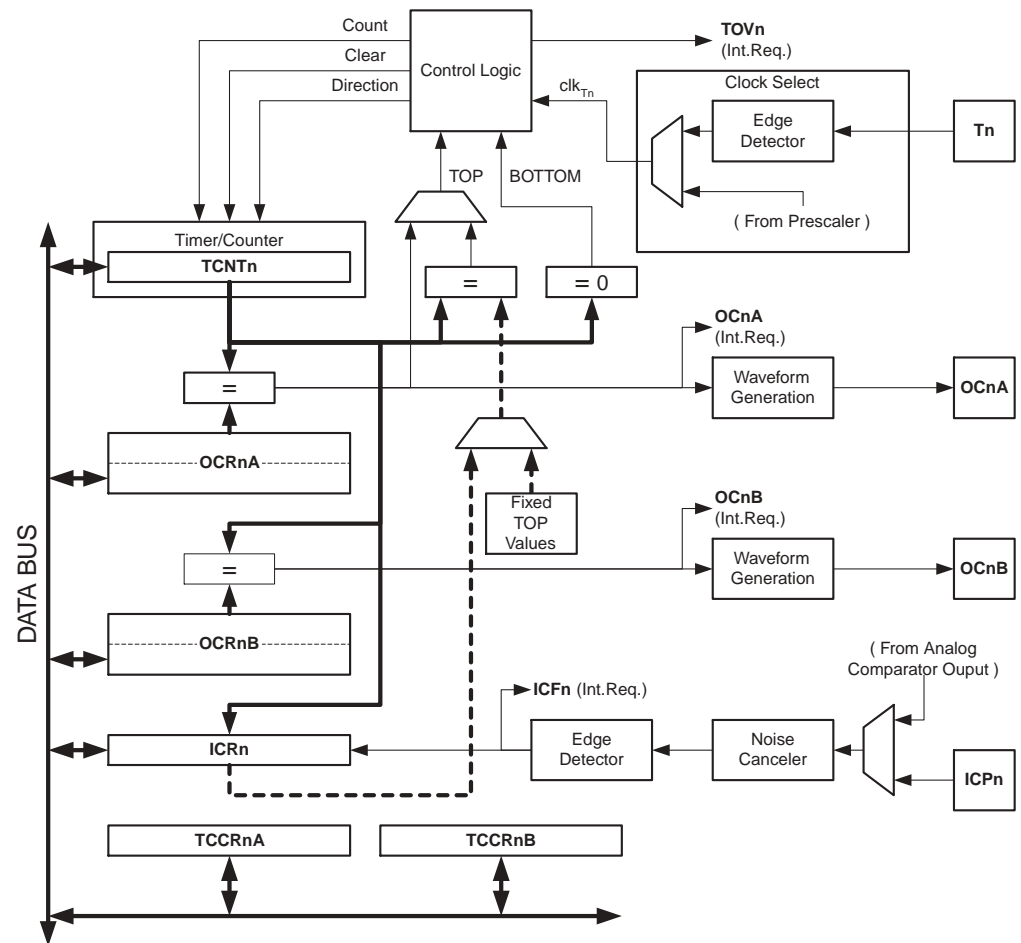 Count
Clear
Direction
Control Logic
TOVn
(Int.Req.)
clkTn
Clock Select
Edge
Detector
Tn
( From Prescaler )
TOP
BOTTOM
Timer/Counter
TCNTn
=
= 0
OCnA
(Int.Req.)
=
Waveform
Generation
OCnA
OCRnA
Fixed
TOP
Values
OCnB
(Int.Req.)
=
Waveform
Generation
OCnB
OCRnB
DATA BUS
( From Analog
Comparator Ouput )
ICFn (Int.Req.)
ICRn
Edge
Detector
Noise
Canceler
ICPn
TCCRnA
TCCRnB